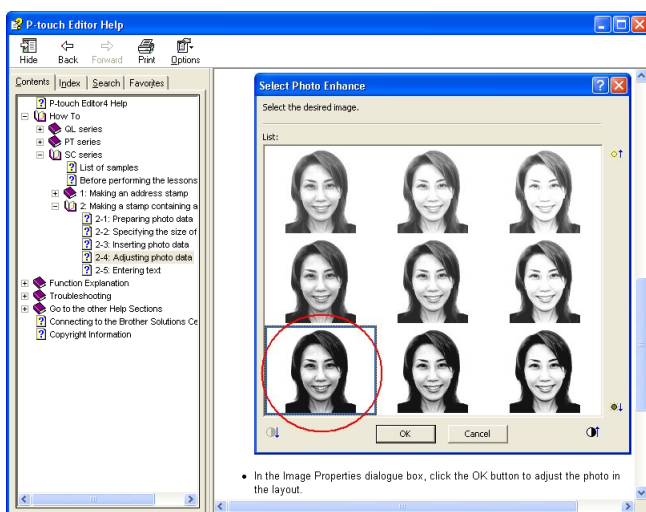 P-touch Editor Help
Hide Back Forward Print Options
Contents Index Search Favorites
P-touch Editor4 Help
How To
QL series
PT series
SC series
List of samples
Before performing the lessons
1: Making an address stamp
2: Making a stamp containing a
2-1: Preparing photo data
2-2: Specifying the size of
2-3: Inserting photo data
2-4: Adjusting photo data
2-5: Entering text
Function Explanation
Troubleshooting
Go to the other Help Sections
Connecting to the Brother Solutions Ce
Copyright Information
Select Photo Enhance
Select the desired image.
List:
OK Cancel
• In the Image Properties dialogue box, click the OK button to adjust the photo in
the layout.